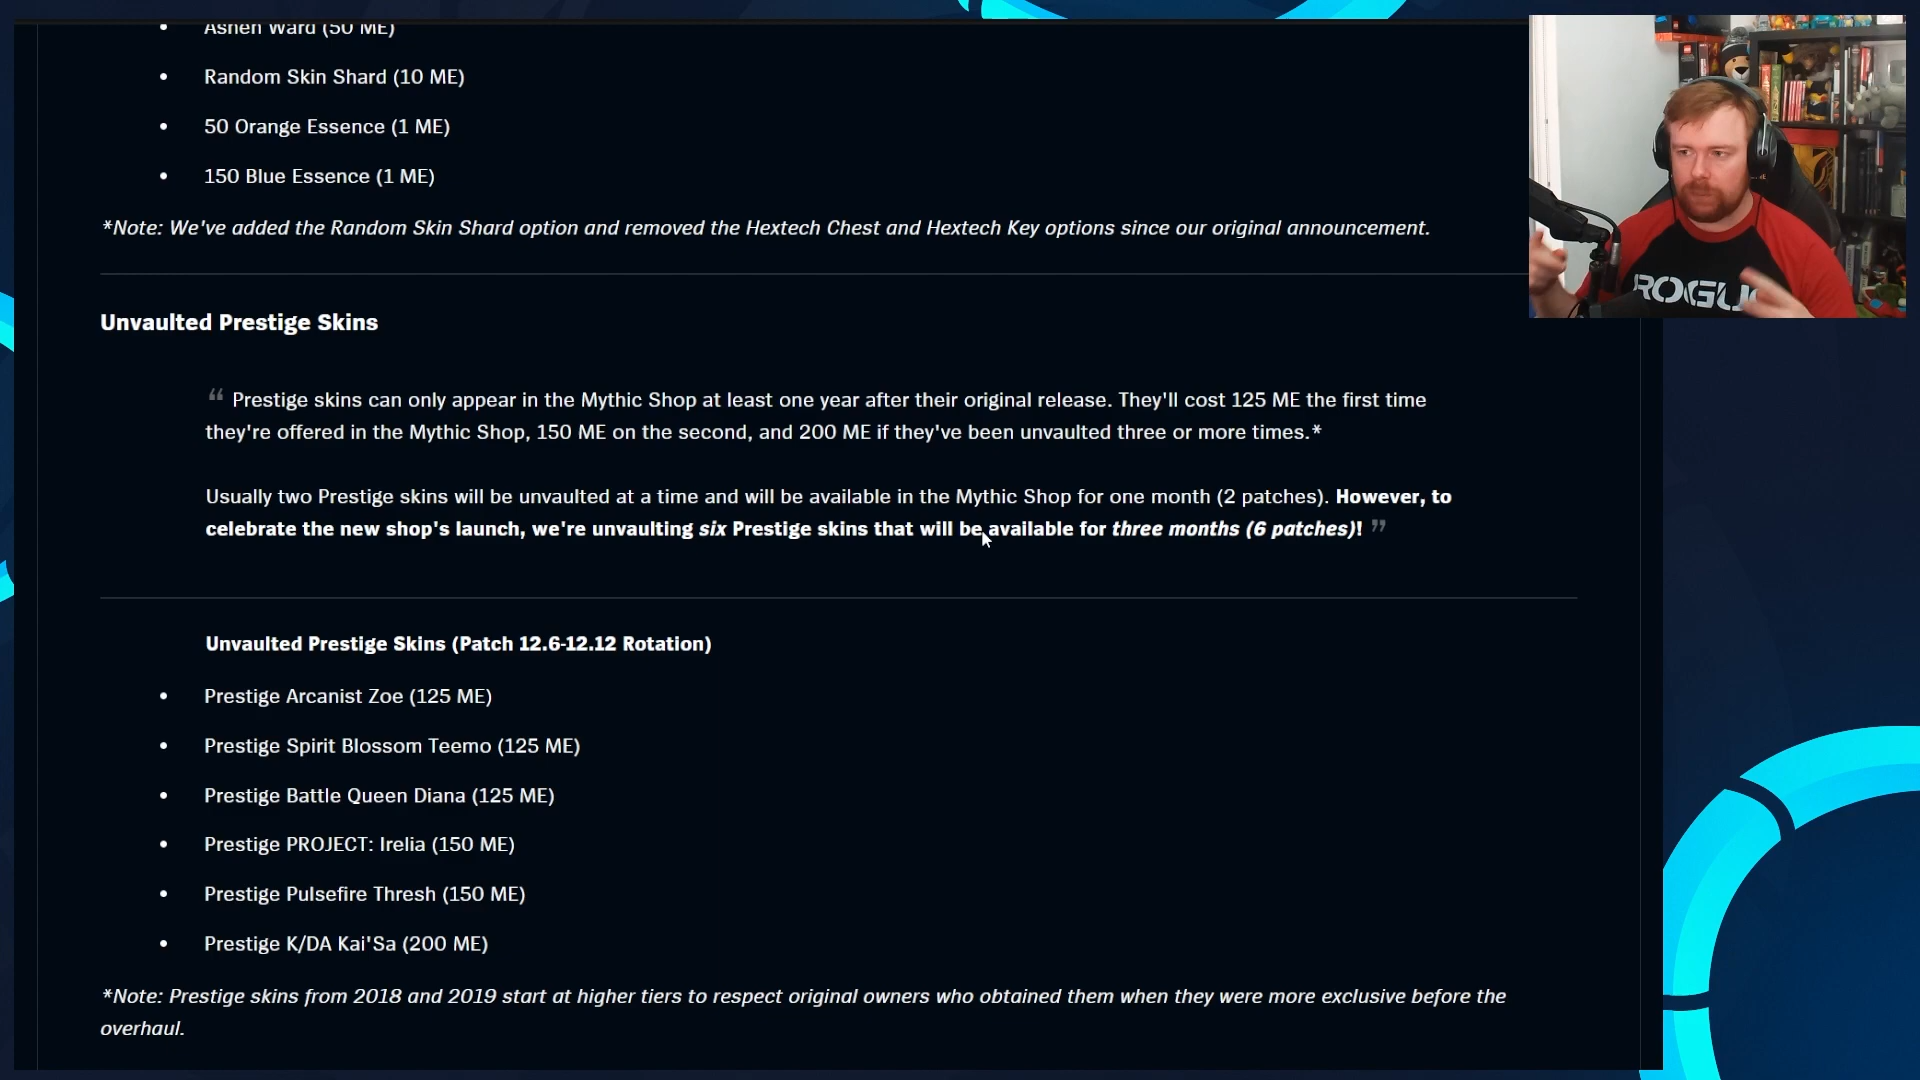 Ashen Ward (50 ME)
Random Skin Shard (10 ME)
50 Orange Essence (1 ME)
150 Blue Essence (1 ME)
*Note: We've added the Random Skin Shard option and removed the Hextech Chest and Hextech Key options since our original announcement.
Unvaulted Prestige Skins
“ Prestige skins can only appear in the Mythic Shop at least one year after their original release. They'll cost 125 ME the first time
they're offered in the Mythic Shop, 150 ME on the second, and 200 ME if they've been unvaulted three or more times.*
Usually two Prestige skins will be unvaulted at a time and will be available in the Mythic Shop for one month (2 patches). However, to
celebrate the new shop's launch, we're unvaulting six Prestige skins that will be available for three months (6 patches)! ”
Unvaulted Prestige Skins (Patch 12.6-12.12 Rotation)
Prestige Arcanist Zoe (125 ME)
Prestige Spirit Blossom Teemo (125 ME)
Prestige Battle Queen Diana (125 ME)
Prestige PROJECT: Irelia (150 ME)
Prestige Pulsefire Thresh (150 ME)
Prestige K/DA Kai'Sa (200 ME)
*Note: Prestige skins from 2018 and 2019 start at higher tiers to respect original owners who obtained them when they were more exclusive before the
overhaul.
ROGU